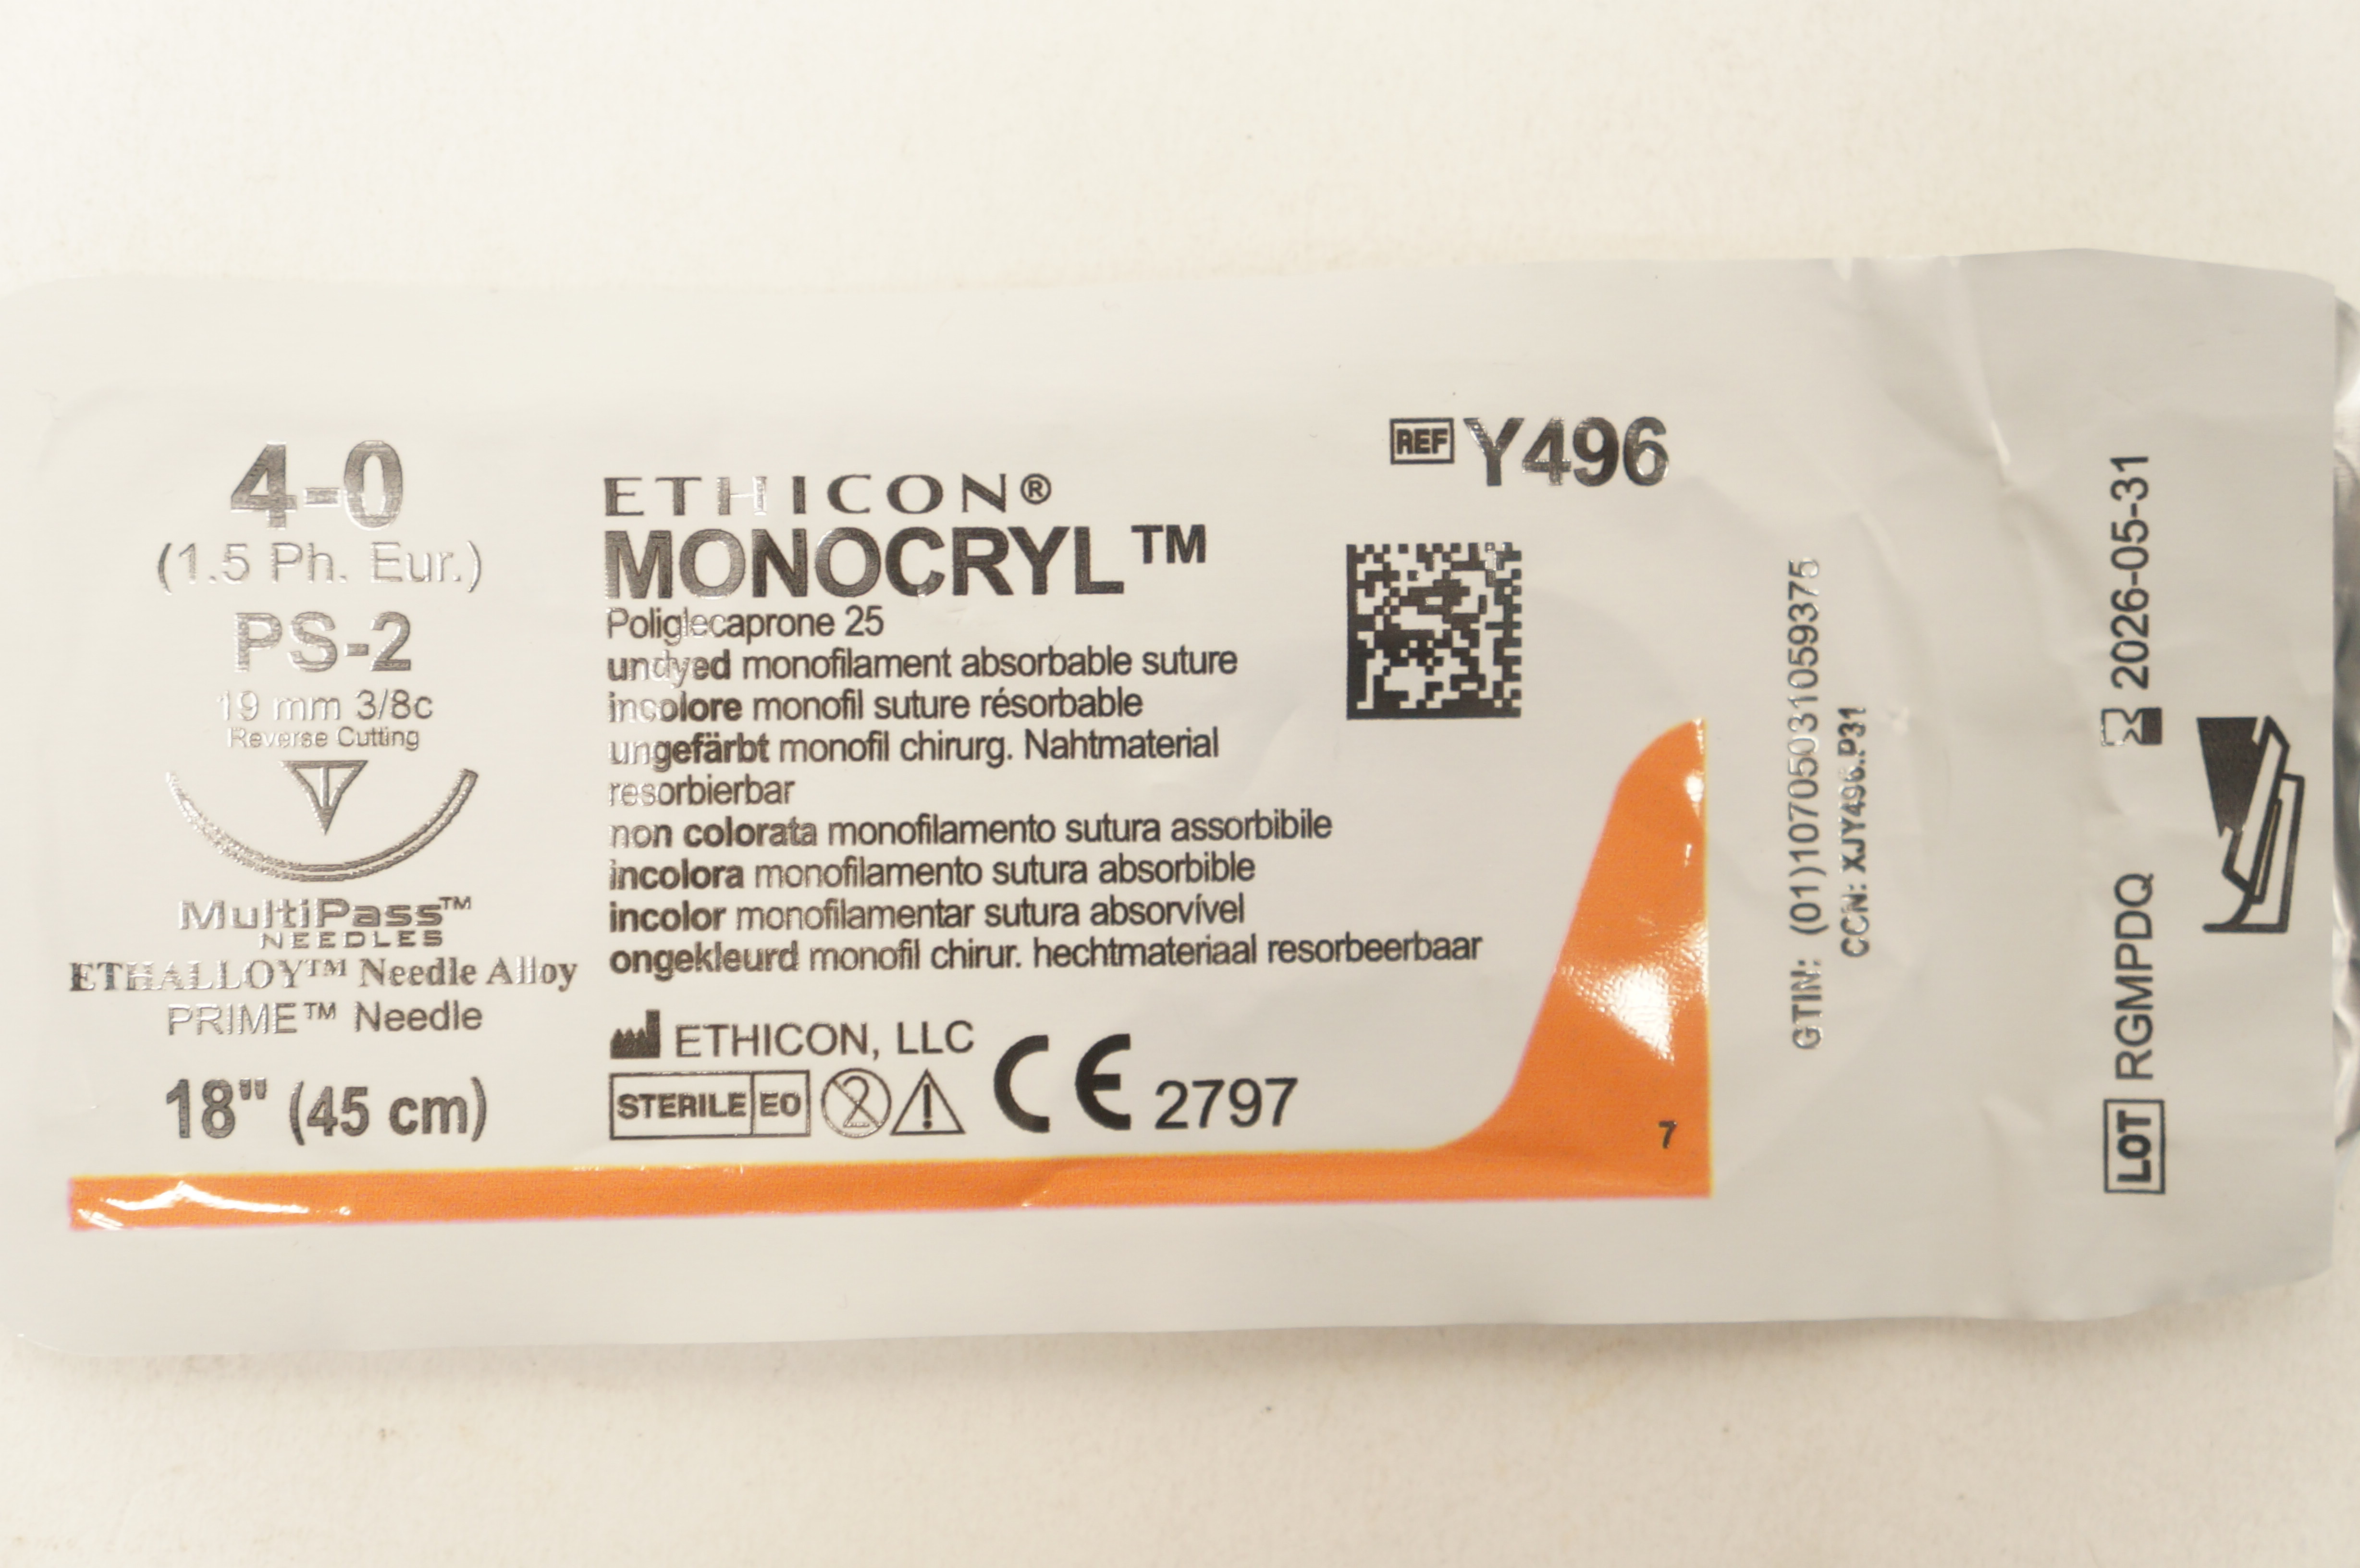 4-0
(1.5 Ph. Eur.)
PS-2
19 mm 3/8c
Reverse Cutting
MultiPass™
NEEDLES
ETHALLOY™ Needle Alloy
PRIME™ Needle
18" (45 cm)
ETHICON®
MONOCRYL™
Poliglecaprone 25
undyed monofilament absorbable suture
incolore monofil suture résorbable
ungefärbt monofil chirurg. Nahtmaterial
resorbierbar
non colorata monofilamento sutura assorbibile
incolora monofilamento sutura absorbible
incolor monofilamentar sutura absorvível
ongekleurd monofil chirur. hechtmateriaal resorbeerbaar
ETHICON, LLC
STERILE EO 2 CE 2797
REF Y496
7
GTIN: (01)10705031059375
CCN: XJY496.P31
2026-05-31
LOT RGMPDQ